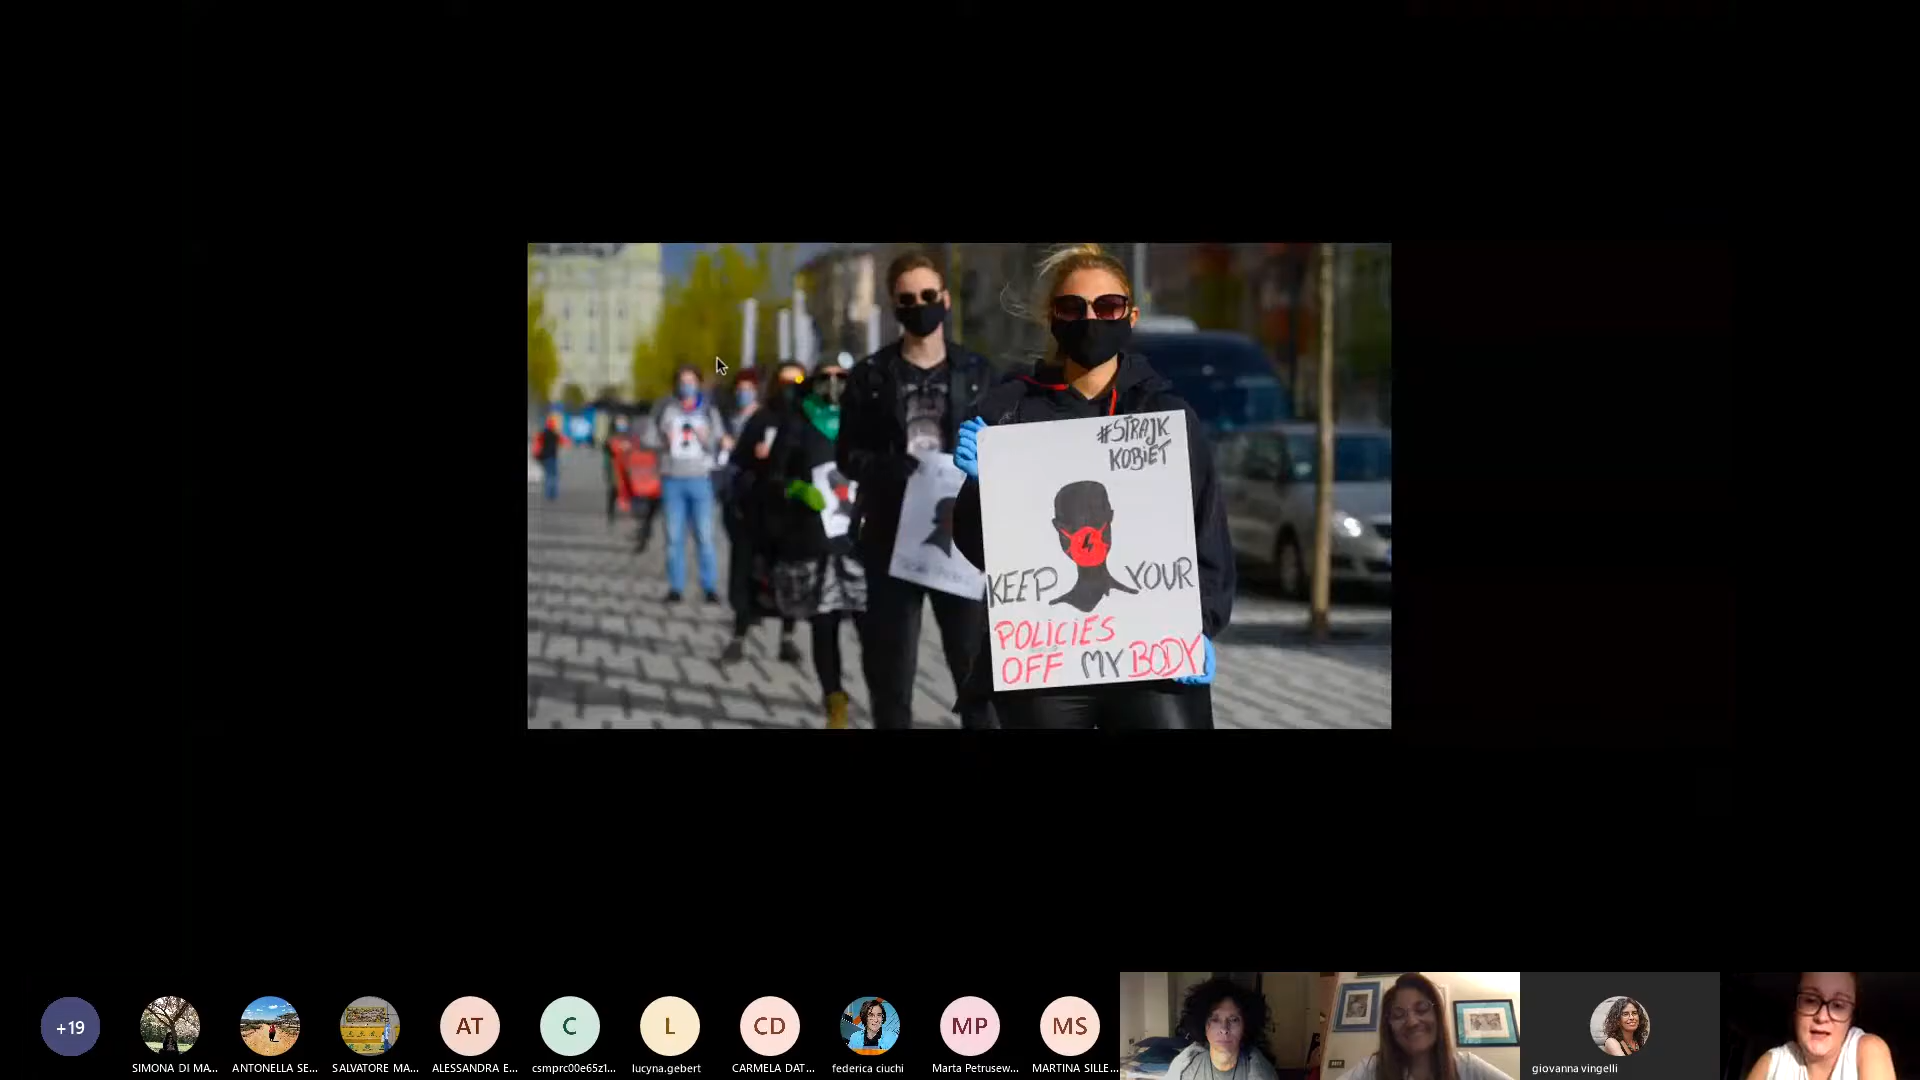 #STRAJK
KOBiET
KEEP YOUR
POLiCiES
OFF MY BODY
+19
AT
C
L
CD
MP
MS
SIMONA DI MA...
ANTONELLA SE...
SALVATORE MA...
ALESSANDRA E...
csmprc00e65z1...
lucyna.gebert
CARMELA DAT...
federica ciuchi
Marta Petrusew...
MARTINA SILLE...
giovanna vingelli